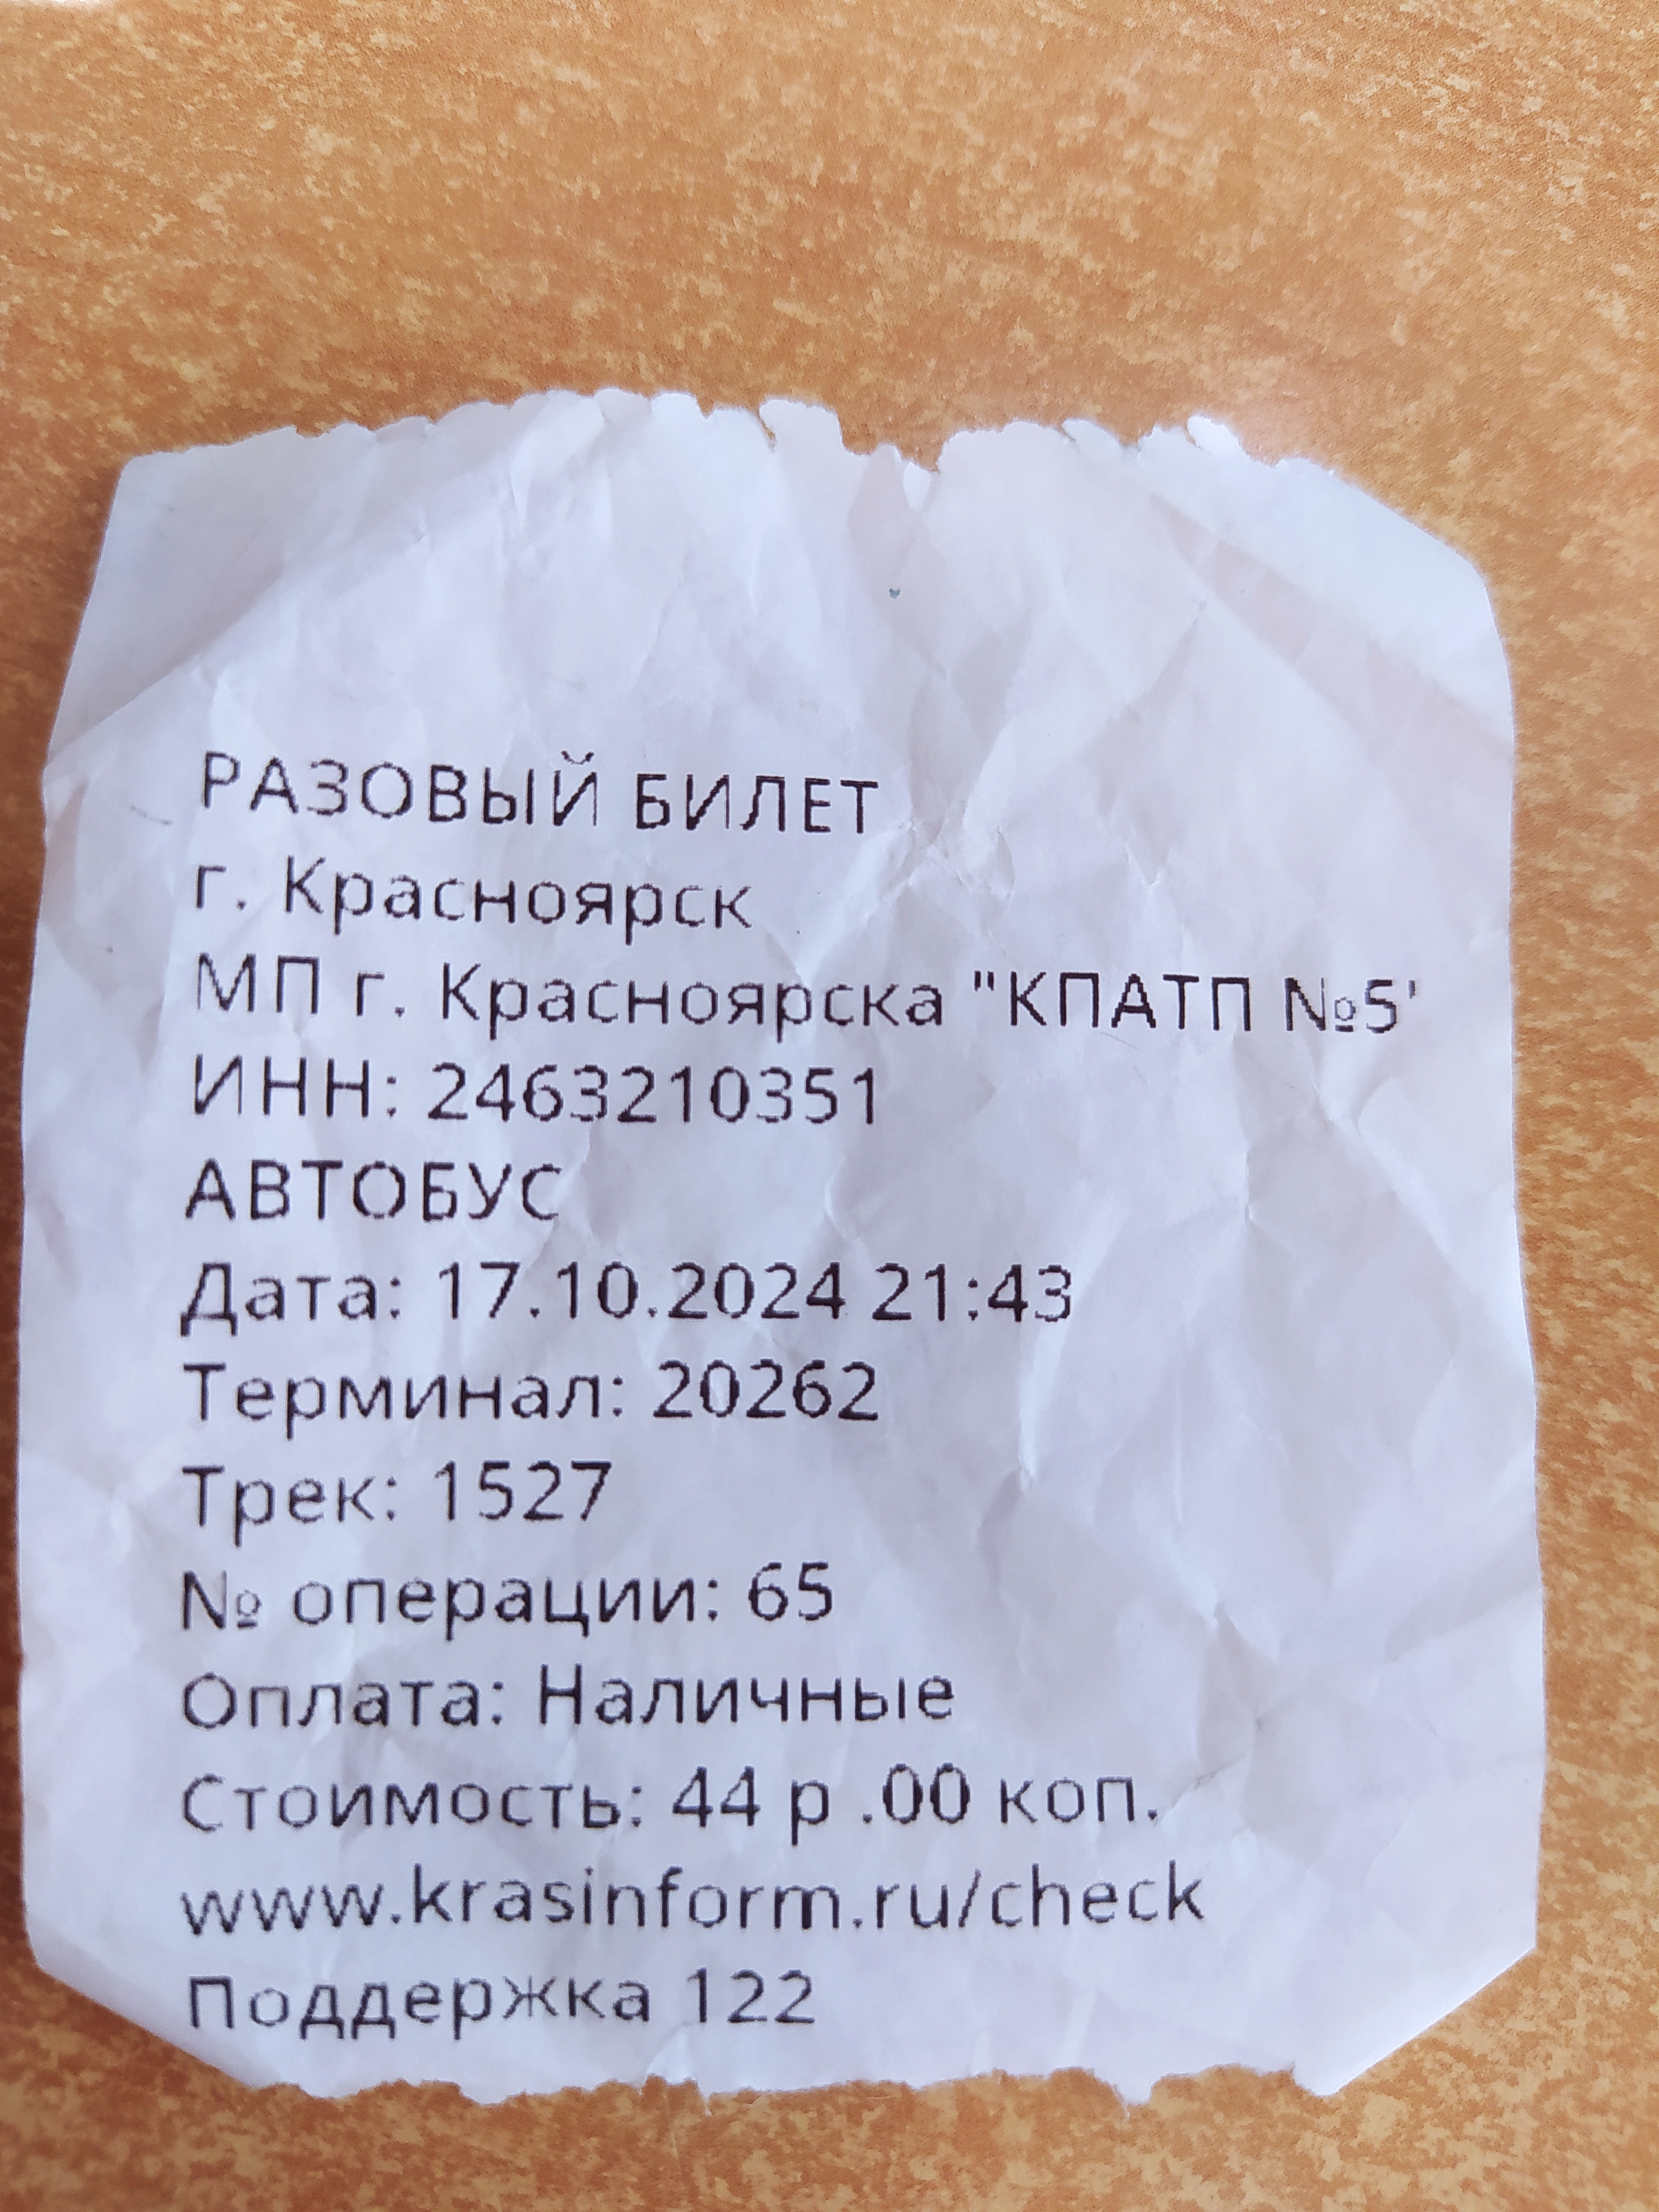 РАЗОВЫЙ БИЛЕТ
г. Красноярск
МП г. Красноярска "КПАТП №5'
ИНН: 2463210351
АВТОБУС
Дата: 17.10.2024 21:43
Терминал: 20262
Трек: 1527
№ операции: 65
Оплата: Наличные
Стоимость: 44 р .00 коп.
www.krasinform.ru/check
Поддержка 122